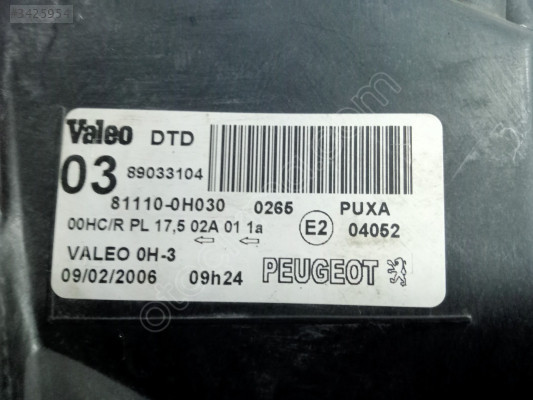 3425954
Valeo DTD
03 89033104
81110-0H030 0265 PUXA
00HC/R PL 17,5 02A 01 1a E2 04052
VALEO 0H-3
09/02/2006 09h24 PEUGEOT